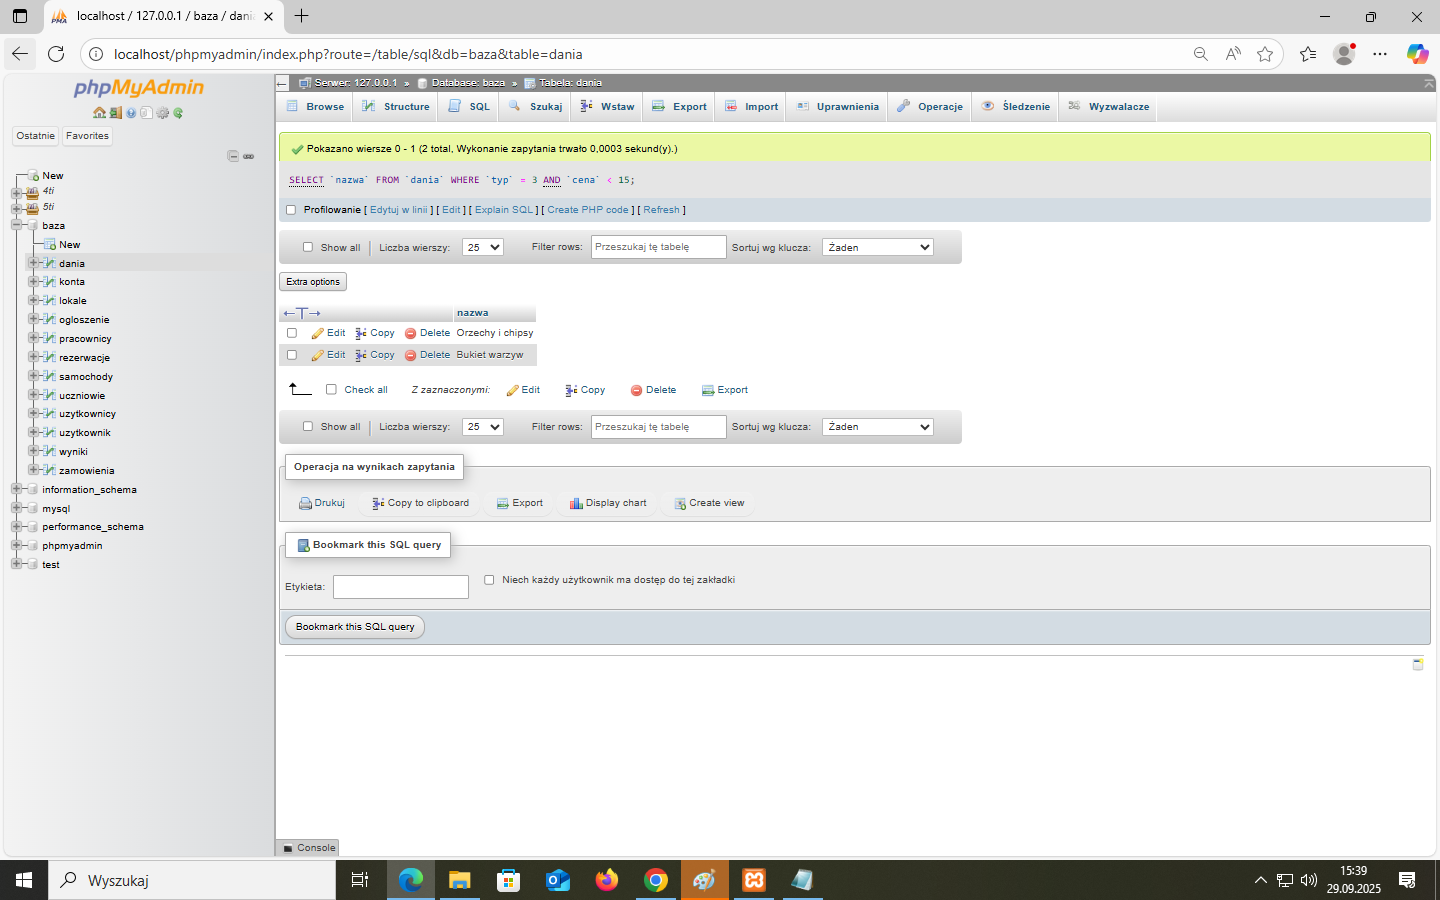 localhost / 127.0.0.1 / baza / dani
localhost/phpmyadmin/index.php?route=/table/sql&db=baza&table=dania
phpMyAdmin
Ostatnie Favorites
New
4ti
5ti
baza
New
dania
konta
lokale
ogloszenie
pracownicy
rezerwacje
samochody
uczniowie
uzytkownicy
uzytkownik
wyniki
zamowienia
information_schema
mysql
performance_schema
phpmyadmin
test
Serwer: 127.0.0.1 » Database: baza » Tabela: dania
Browse Structure SQL Szukaj Wstaw Export Import Uprawnienia Operacje Śledzenie Wyzwalacze
Pokazano wiersze 0 - 1 (2 total, Wykonanie zapytania trwało 0,0003 sekund(y).)
SELECT `nazwa` FROM `dania` WHERE `typ` = 3 AND `cena` < 15;
Profilowanie [ Edytuj w linii ] [ Edit ] [ Explain SQL ] [ Create PHP code ] [ Refresh ]
Show all Liczba wierszy: 25 Filter rows: Przeszukaj tę tabelę Sortuj wg klucza: Żaden
Extra options
←T→ nazwa
Edit Copy Delete Orzechy i chipsy
Edit Copy Delete Bukiet warzyw
Check all Z zaznaczonymi: Edit Copy Delete Export
Show all Liczba wierszy: 25 Filter rows: Przeszukaj tę tabelę Sortuj wg klucza: Żaden
Operacja na wynikach zapytania
Drukuj Copy to clipboard Export Display chart Create view
Bookmark this SQL query
Etykieta: Niech każdy użytkownik ma dostęp do tej zakładki
Bookmark this SQL query
Console
Wyszukaj
15:39
29.09.2025